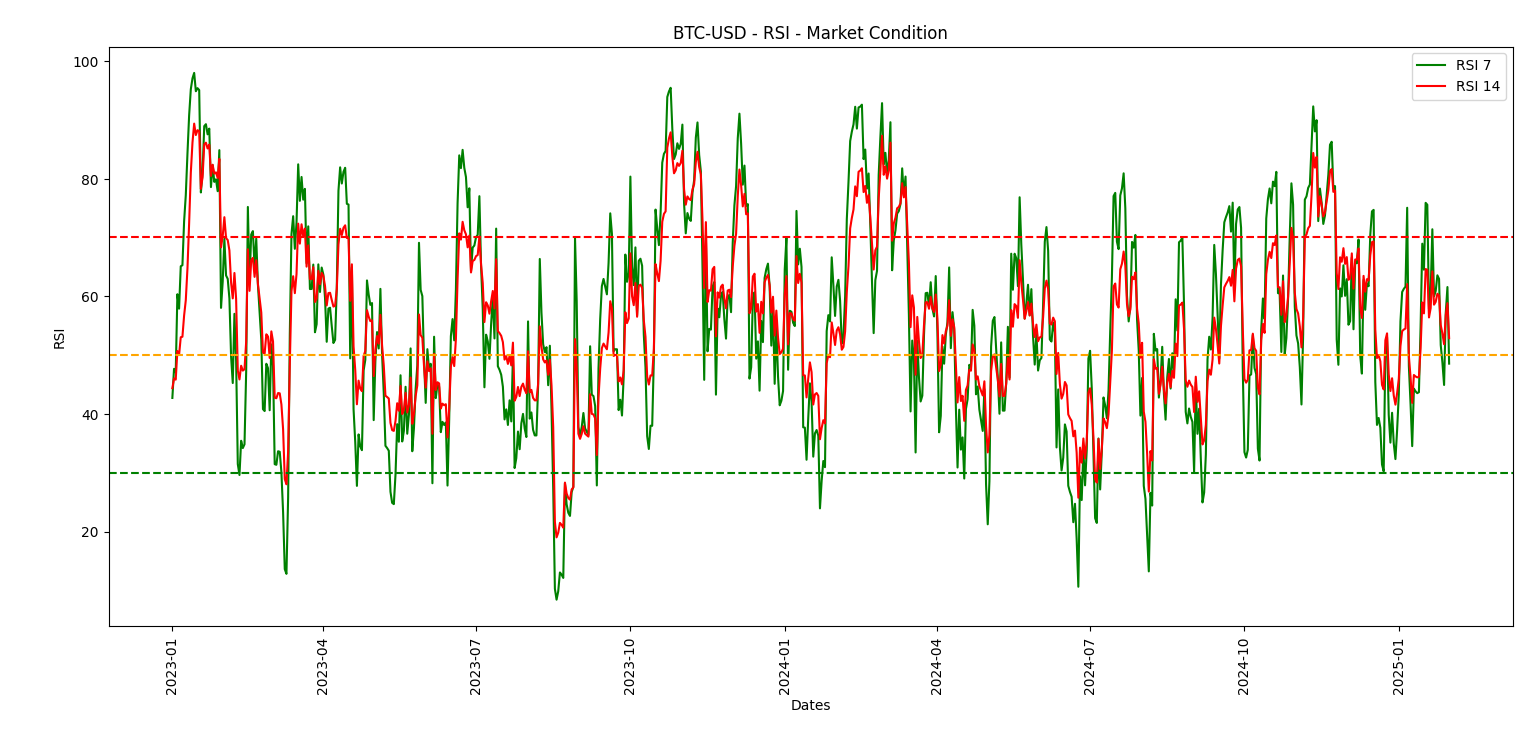 BTC-USD - RSI - Market Condition
RSI 7
RSI 14
100
80
60
40
20
RSI
2023-01
2023-04
2023-07
2023-10
2024-01
2024-04
2024-07
2024-10
2025-01
Dates